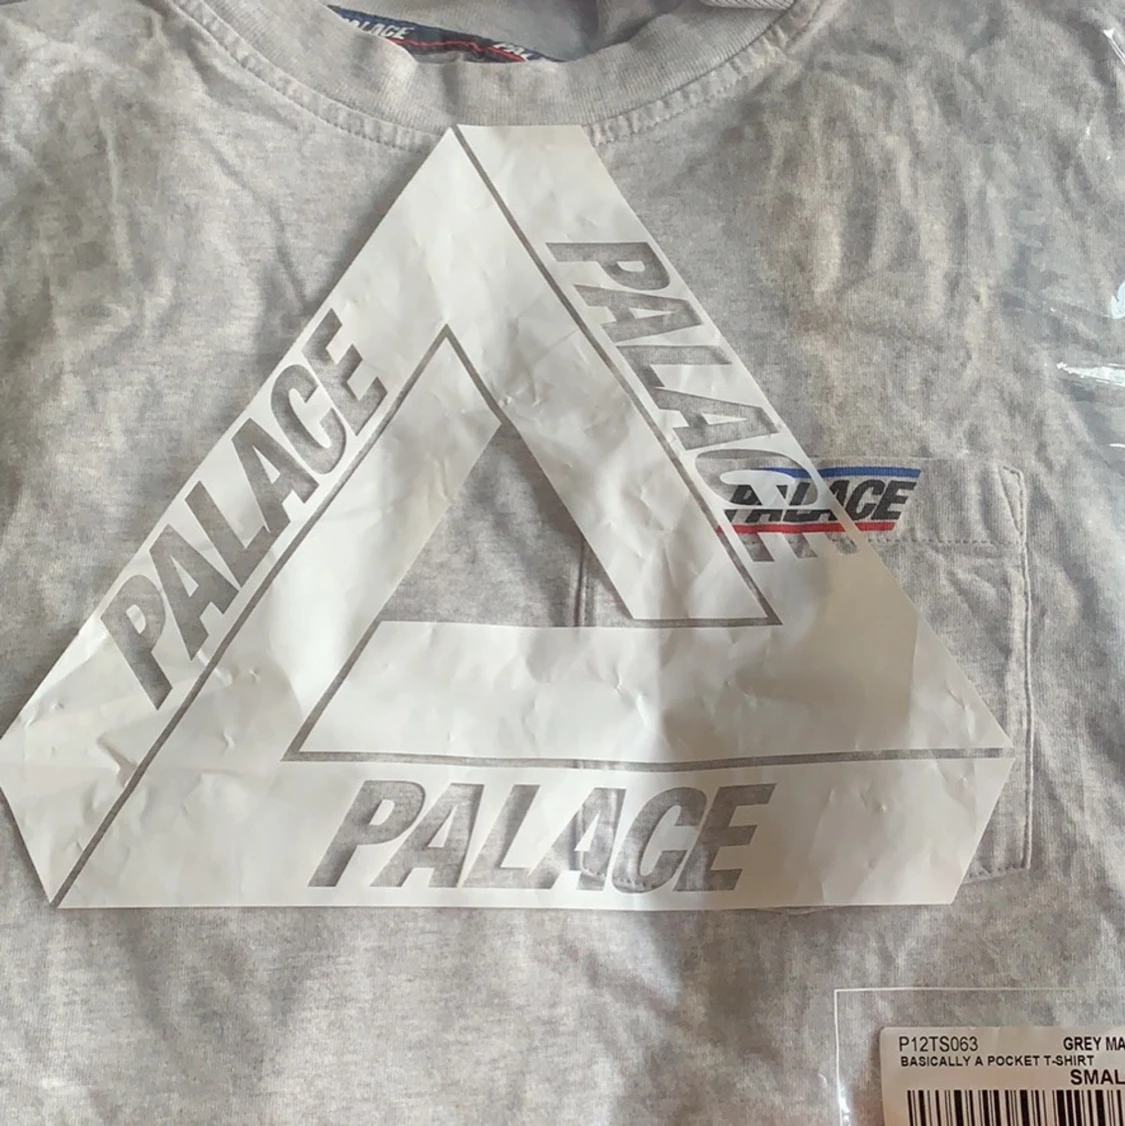 PALACE
PALACE
PALACE
PALACE
PALACE
P12TS063 GREY MA
BASICALLY A POCKET T-SHIRT
SMAL